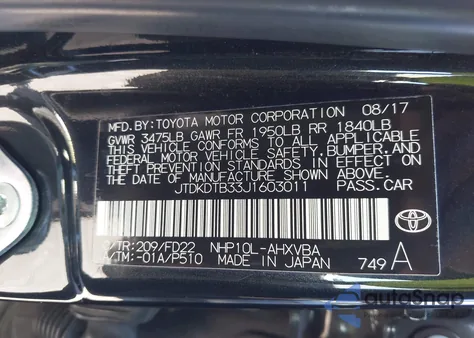 MFD. BY:TOYOTA MOTOR CORPORATION 08/17
GVWR 3475LB GAWR FR 1950LB RR 1840LB
THIS VEHICLE CONFORMS TO ALL APPLICABLE
FEDERAL MOTOR VEHICLE SAFETY, BUMPER, AND
THEFT PREVENTION STANDARDS IN EFFECT ON
THE DATE OF MANUFACTURE SHOWN ABOVE.
JTDKDTB33J1603011 PASS.CAR
C/TR:209/FD22 NHP10L-AHXVBA
A/TM:-01A/P510 MADE IN JAPAN 749 A
TOYOTA
autoSnap